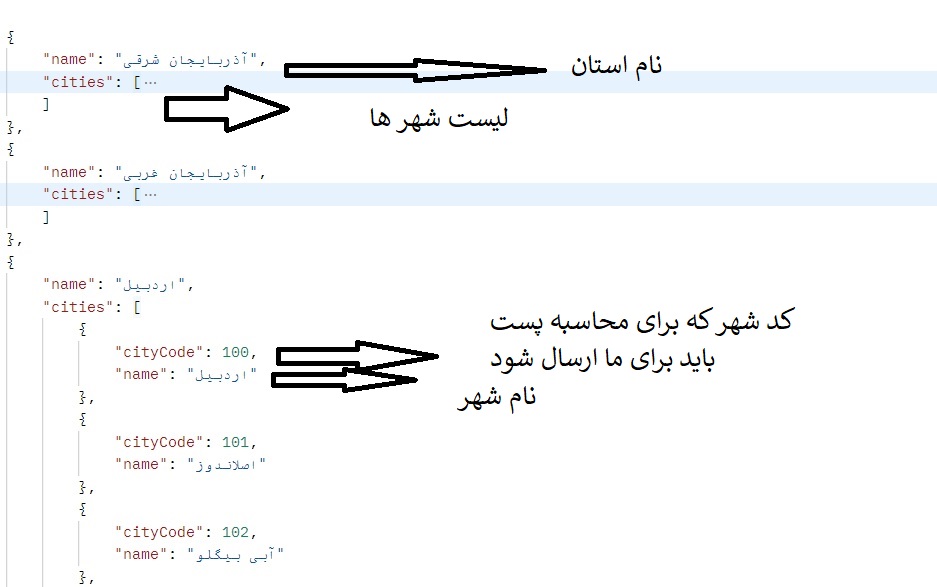 {
"name": "آذربایجان شرقی",
نام استان
"cities": [...
]
لیست شهر ها
},
{
"name": "آذربایجان غربی",
"cities": [...
]
},
{
"name": "اردبیل",
"cities": [
{
کد شهر که برای محاسبه پست
باید برای ما ارسال شود
"cityCode": 100,
"name": "اردبیل"
نام شهر
},
{
"cityCode": 101,
"name": "اصلاندوز"
},
{
"cityCode": 102,
"name": "آبی بیگلو"
},